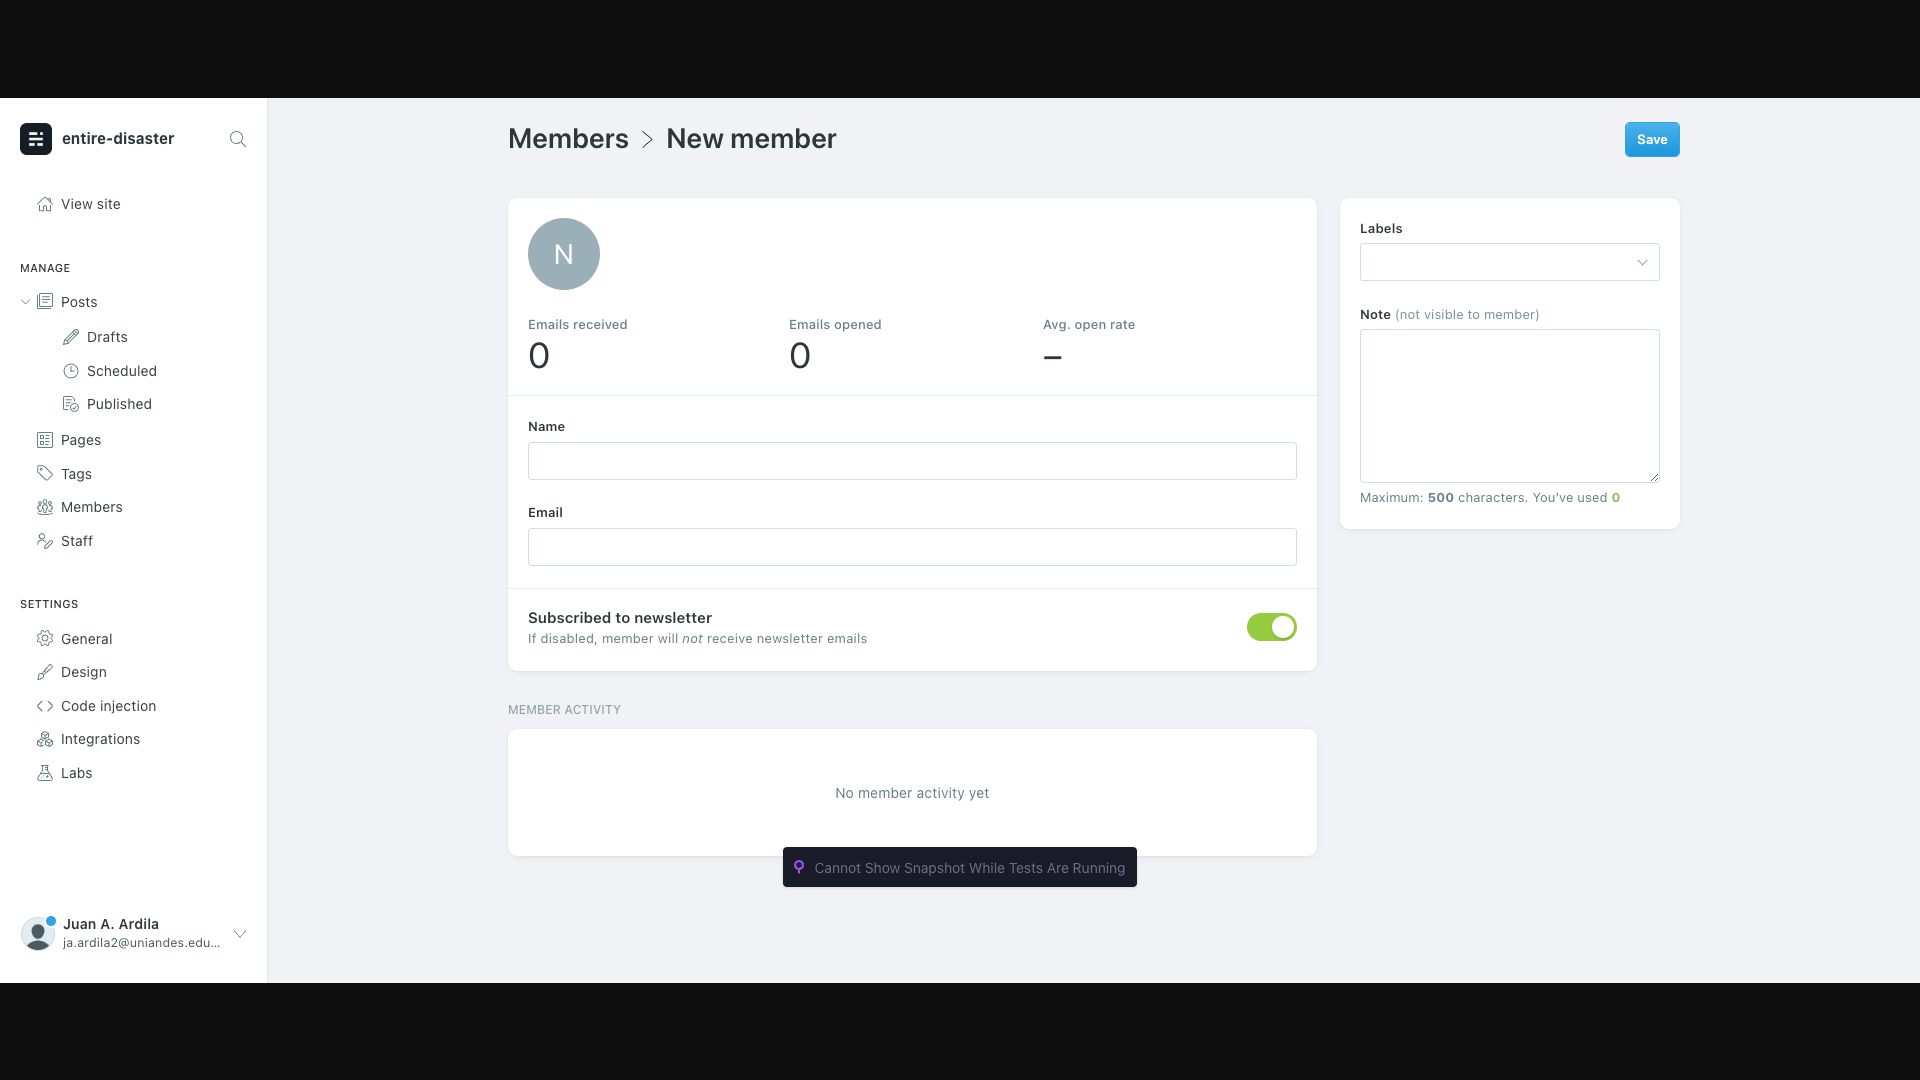 entire-disaster
View site
MANAGE
Posts
Drafts
Scheduled
Published
Pages
Tags
Members
Staff
SETTINGS
General
Design
Code injection
Integrations
Labs
Juan A. Ardila
ja.ardila2@uniandes.edu...
Members > New member
Save
N
Emails received
0
Emails opened
0
Avg. open rate
–
Name
Email
Subscribed to newsletter
If disabled, member will not receive newsletter emails
MEMBER ACTIVITY
No member activity yet
Labels
Note (not visible to member)
Maximum: 500 characters. You’ve used 0
Cannot Show Snapshot While Tests Are Running